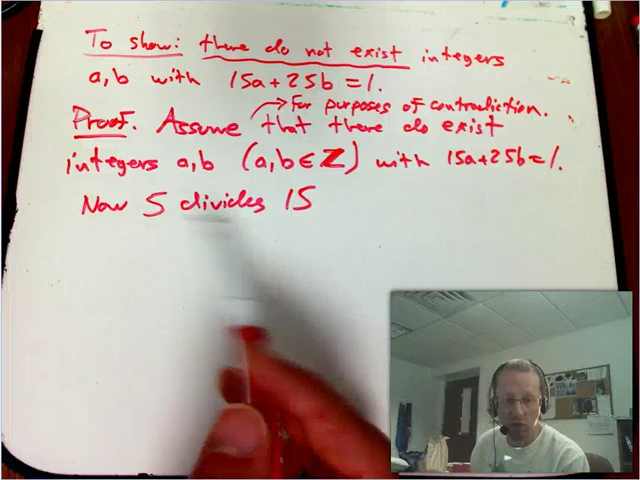 To show: there do not exist integers
a,b with 15a+25b=1.
For purposes of contradiction.
Proof. Assume that there do exist
integers a,b (a,b∈Z) with 15a+25b=1.
Now 5 divides 15